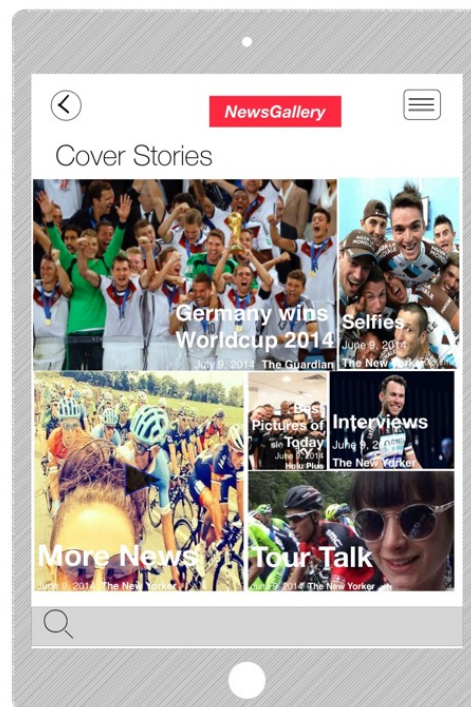 NewsGallery
Cover Stories
Germany wins
Worldcup 2014
July 9, 2014 The Guardian
Selfies
June 9, 2014
The New Yorker
Best
Pictures of
Today
June 9, 2014
Hulu Plus
Interviews
June 9, 2014
The New Yorker
More News
June 9, 2014 The New Yorker
Tour Talk
June 9, 2014 The New Yorker